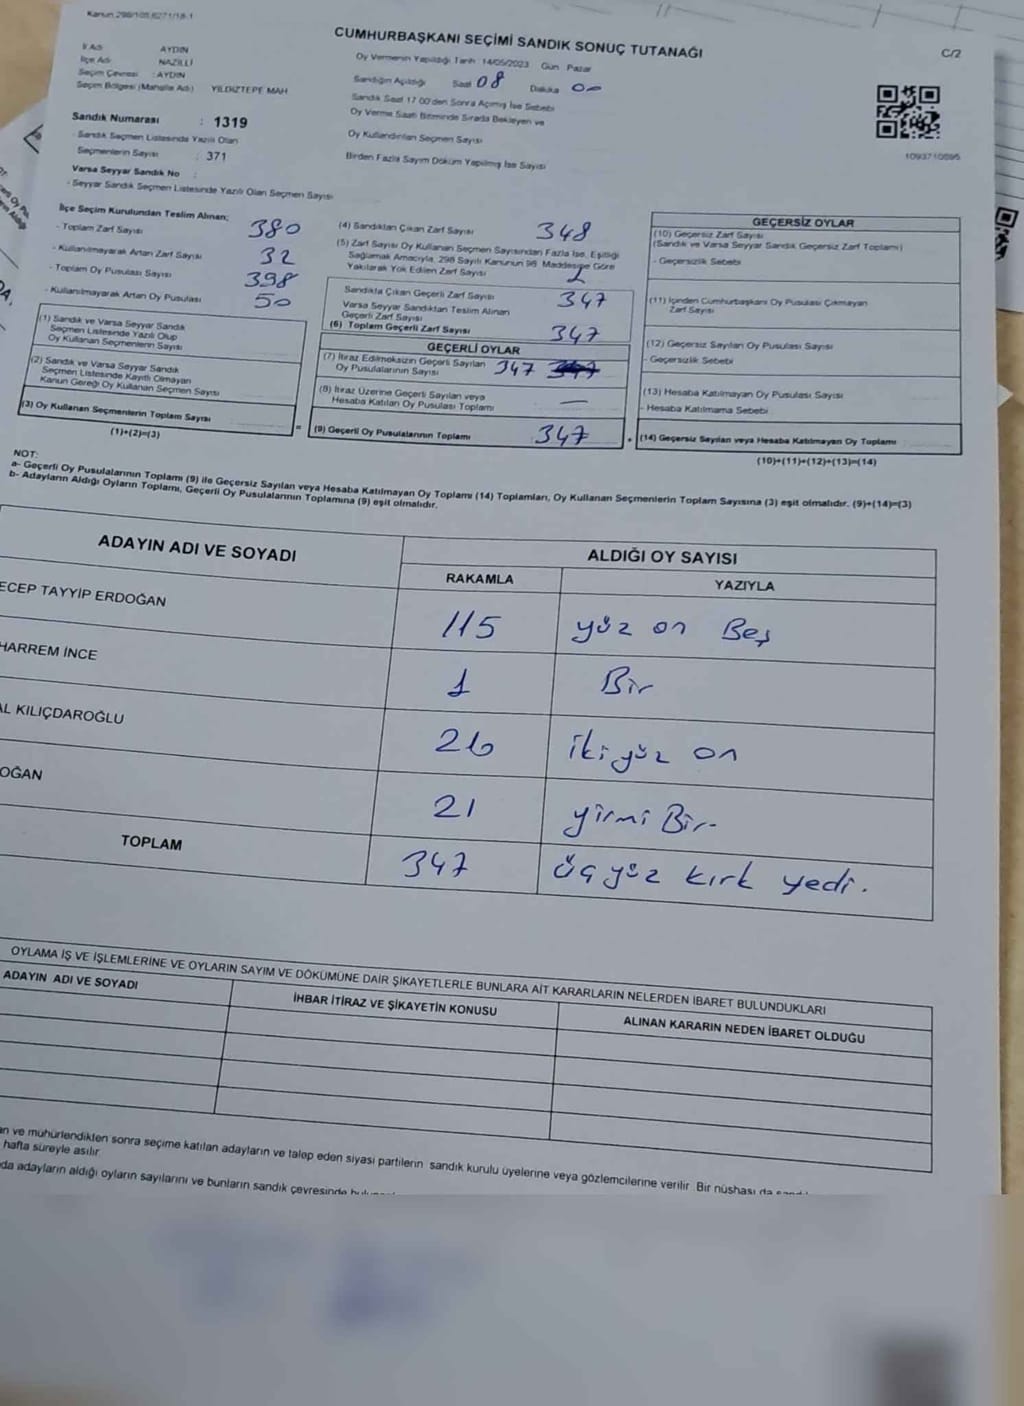 Kanun 298/105,6271/18-1
CUMHURBAŞKANI SEÇİMİ SANDIK SONUÇ TUTANAĞI
C/2
İl Adı AYDIN
İlçe Adı NAZİLLİ
Seçim Çevresi : AYDIN
Seçim Bölgesi (Mahalle Adı) YILDIZTEPE MAH
Sandık Numarası : 1319
- Sandık Seçmen Listesinde Yazılı Olan
Seçmenlerin Sayısı : 371
Varsa Seyyar Sandık No :
- Seyyar Sandık Seçmen Listesinde Yazılı Olan Seçmen Sayısı
Oy Vermenin Yapıldığı Tarih 14/05/2023 Gün Pazar
Sandığın Açıldığı Saat 08 Dakika 00
Sandık Saat 17 00'den Sonra Açılmış İse Sebebi
Oy Verme Saati Bitiminde Sırada Bekleyen ve
Oy Kullandırılan Seçmen Sayısı
Birden Fazla Sayım Döküm Yapılmış İse Sayısı
1093710895
İlçe Seçim Kurulundan Teslim Alınan;
- Toplam Zarf Sayısı 380
- Kullanılmayarak Artan Zarf Sayısı 32
- Toplam Oy Pusulası Sayısı 398
- Kullanılmayarak Artan Oy Pusulası 50
(1) Sandık ve Varsa Seyyar Sandık
Seçmen Listesinde Yazılı Olup
Oy Kullanan Seçmenlerin Sayısı
(2) Sandık ve Varsa Seyyar Sandık
Seçmen Listesinde Kayıtlı Olmayan
Kanun Gereği Oy Kullanan Seçmen Sayısı
(3) Oy Kullanan Seçmenlerin Toplam Sayısı
(1)+(2)=(3)
=
(4) Sandıktan Çıkan Zarf Sayısı 348
(5) Zarf Sayısı Oy Kullanan Seçmen Sayısından Fazla İse, Eşitliği
Sağlamak Amacıyla, 298 Sayılı Kanunun 98. Maddesine Göre
Yakılarak Yok Edilen Zarf Sayısı 1
Sandıkta Çıkan Geçerli Zarf Sayısı 347
Varsa Seyyar Sandıktan Teslim Alınan
Geçerli Zarf Sayısı
(6) Toplam Geçerli Zarf Sayısı 347
GEÇERLİ OYLAR
(7) İtiraz Edilmeksizin Geçerli Sayılan
Oy Pusulalarının Sayısı 347
(8) İtiraz Üzerine Geçerli Sayılan veya
Hesaba Katılan Oy Pusulası Toplamı —
(9) Geçerli Oy Pusulalarının Toplamı 347
+
GEÇERSİZ OYLAR
(10) Geçersiz Zarf Sayısı
(Sandık ve Varsa Seyyar Sandık Geçersiz Zarf Toplamı)
- Geçersizlik Sebebi
(11) İçinden Cumhurbaşkanı Oy Pusulası Çıkmayan
Zarf Sayısı
(12) Geçersiz Sayılan Oy Pusulası Sayısı
- Geçersizlik Sebebi
(13) Hesaba Katılmayan Oy Pusulası Sayısı
- Hesaba Katılmama Sebebi
(14) Geçersiz Sayılan veya Hesaba Katılmayan Oy Toplamı
(10)+(11)+(12)+(13)=(14)
NOT:
a- Geçerli Oy Pusulalarının Toplamı (9) ile Geçersiz Sayılan veya Hesaba Katılmayan Oy Toplamı (14) Toplamları, Oy Kullanan Seçmenlerin Toplam Sayısına (3) eşit olmalıdır. (9)+(14)=(3)
b- Adayların Aldığı Oyların Toplamı, Geçerli Oy Pusulalarının Toplamına (9) eşit olmalıdır.
ADAYIN ADI VE SOYADI ALDIĞI OY SAYISI
RAKAMLA YAZIYLA
ECEP TAYYİP ERDOĞAN 115 yüz on Beş
HARREM İNCE 1 Bir
AL KILIÇDAROĞLU 210 iki yüz on
OĞAN 21 yirmi Bir
TOPLAM 347 üç yüz kırk yedi.
OYLAMA İŞ VE İŞLEMLERİNE VE OYLARIN SAYIM VE DÖKÜMÜNE DAİR ŞİKAYETLERLE BUNLARA AİT KARARLARIN NELERDEN İBARET BULUNDUKLARI
ADAYIN ADI VE SOYADI İHBAR İTİRAZ VE ŞİKAYETİN KONUSU ALINAN KARARIN NEDEN İBARET OLDUĞU
an ve mühürlendikten sonra seçime katılan adayların ve talep eden siyasi partilerin sandık kurulu üyelerine veya gözlemcilerine verilir. Bir nüshası da
hafta süreyle asılır.
da adayların aldığı oyların sayılarını ve bunların sandık çevresinde